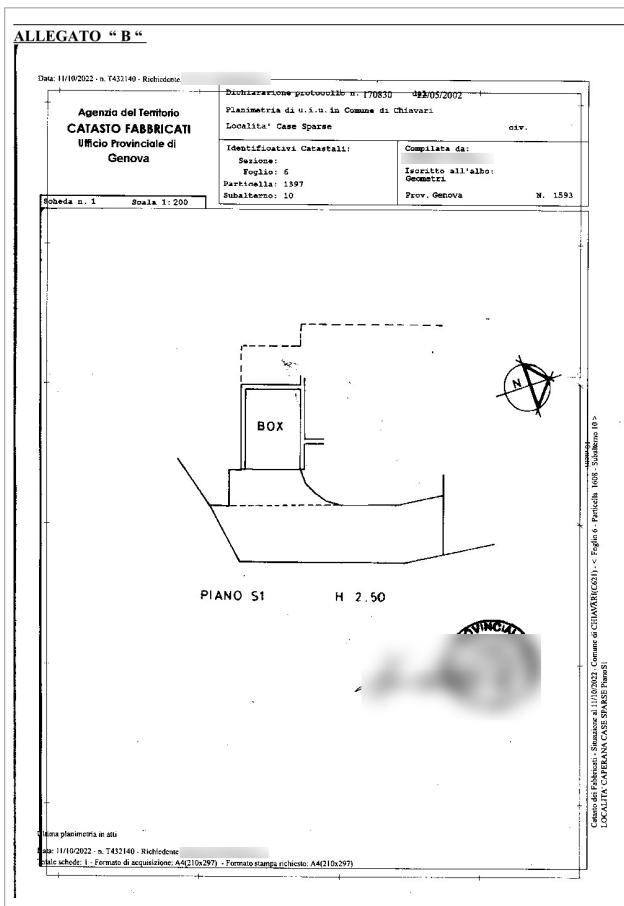 ALLEGATO “ B “
Data: 11/10/2022 - n. T432140 - Richiedente
Agenzia del Territorio
CATASTO FABBRICATI
Ufficio Provinciale di
Genova
Dichiarazione protocollo n. 170830 del 22/05/2002
Planimetria di u.i.u. in Comune di Chiavari
Localita' Case Sparse civ.
Identificativi Catastali:
Sezione:
Foglio: 6
Particella: 1397
Subalterno: 10
Compilata da:
Iscritto all'albo:
Geometri
Prov. Genova N. 1593
Scheda n. 1 Scala 1:200
N
BOX
PIANO S1 H 2.50
Ultima planimetria in atti
Data: 11/10/2022 - n. T432140 - Richiedente
Totale schede: 1 - Formato di acquisizione: A4(210x297) - Formato stampa richiesto: A4(210x297)
Catasto dei Fabbricati - Situazione al 11/10/2022 - Comune di CHIAVARI(C621) - < Foglio 6 - Particella 1608 - Subalterno 10 >
LOCALITA' CAPERANA CASE SPARSE Piano S1